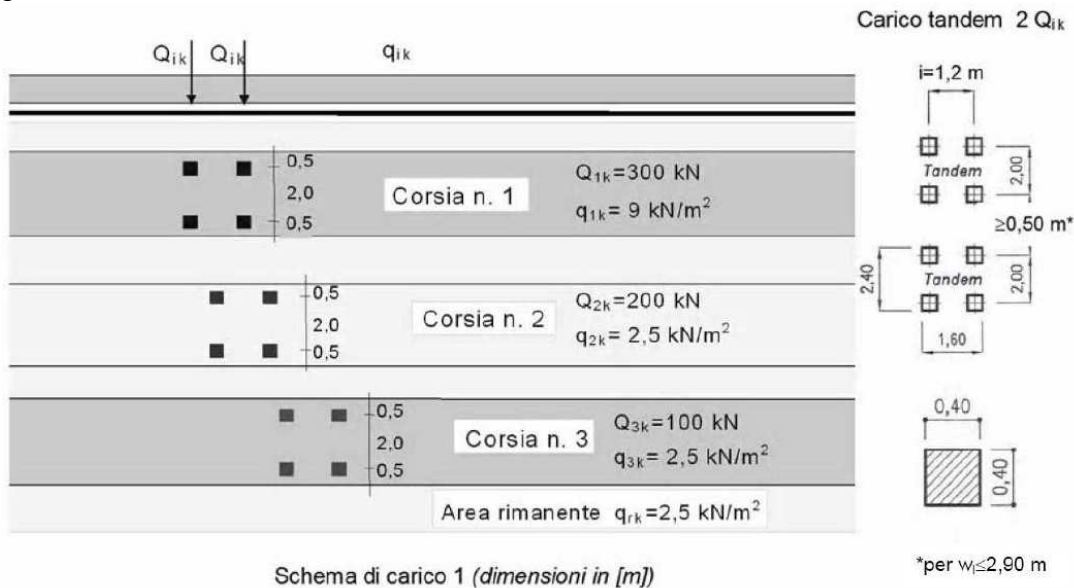 Carico tandem 2 Q_ik
Q_ik Q_ik q_ik
i=1,2 m
0,5
2,0
0,5
Corsia n. 1
Q_1k=300 kN
q_1k= 9 kN/m²
Tandem
2,00
≥0,50 m*
0,5
2,0
0,5
Corsia n. 2
Q_2k=200 kN
q_2k= 2,5 kN/m²
2,40
Tandem
2,00
1,60
0,5
2,0
0,5
Corsia n. 3
Q_3k=100 kN
q_3k= 2,5 kN/m²
0,40
0,40
Area rimanente q_rk=2,5 kN/m²
Schema di carico 1 (dimensioni in [m])
*per w_l≤2,90 m